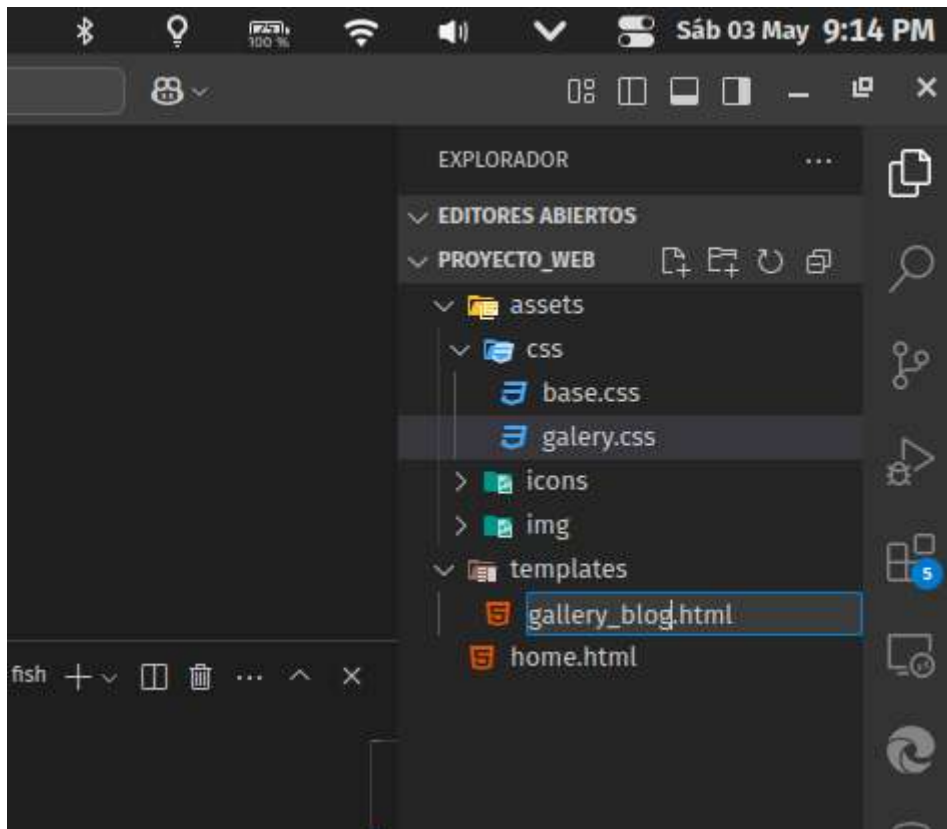 100 %
Sáb 03 May 9:14 PM
EXPLORADOR
EDITORES ABIERTOS
PROYECTO_WEB
assets
css
base.css
galery.css
icons
img
templates
5
gallery_blog.html
home.html
fish